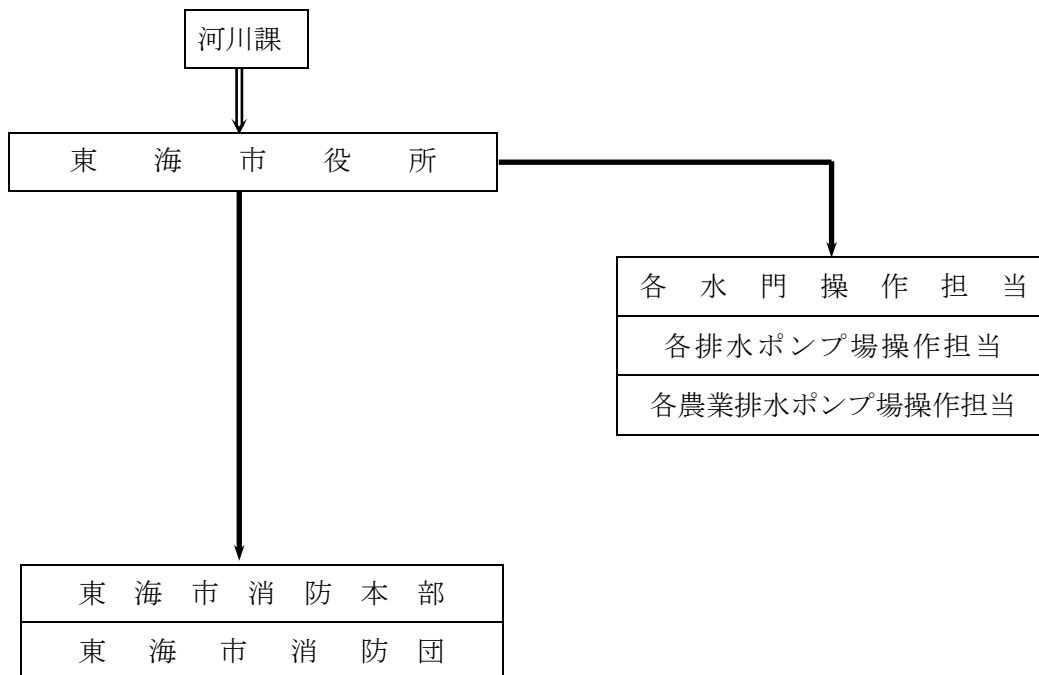 河川課
東海市役所
各水門操作担当
各排水ポンプ場操作担当
各農業排水ポンプ場操作担当
東海市消防本部
東海市消防団